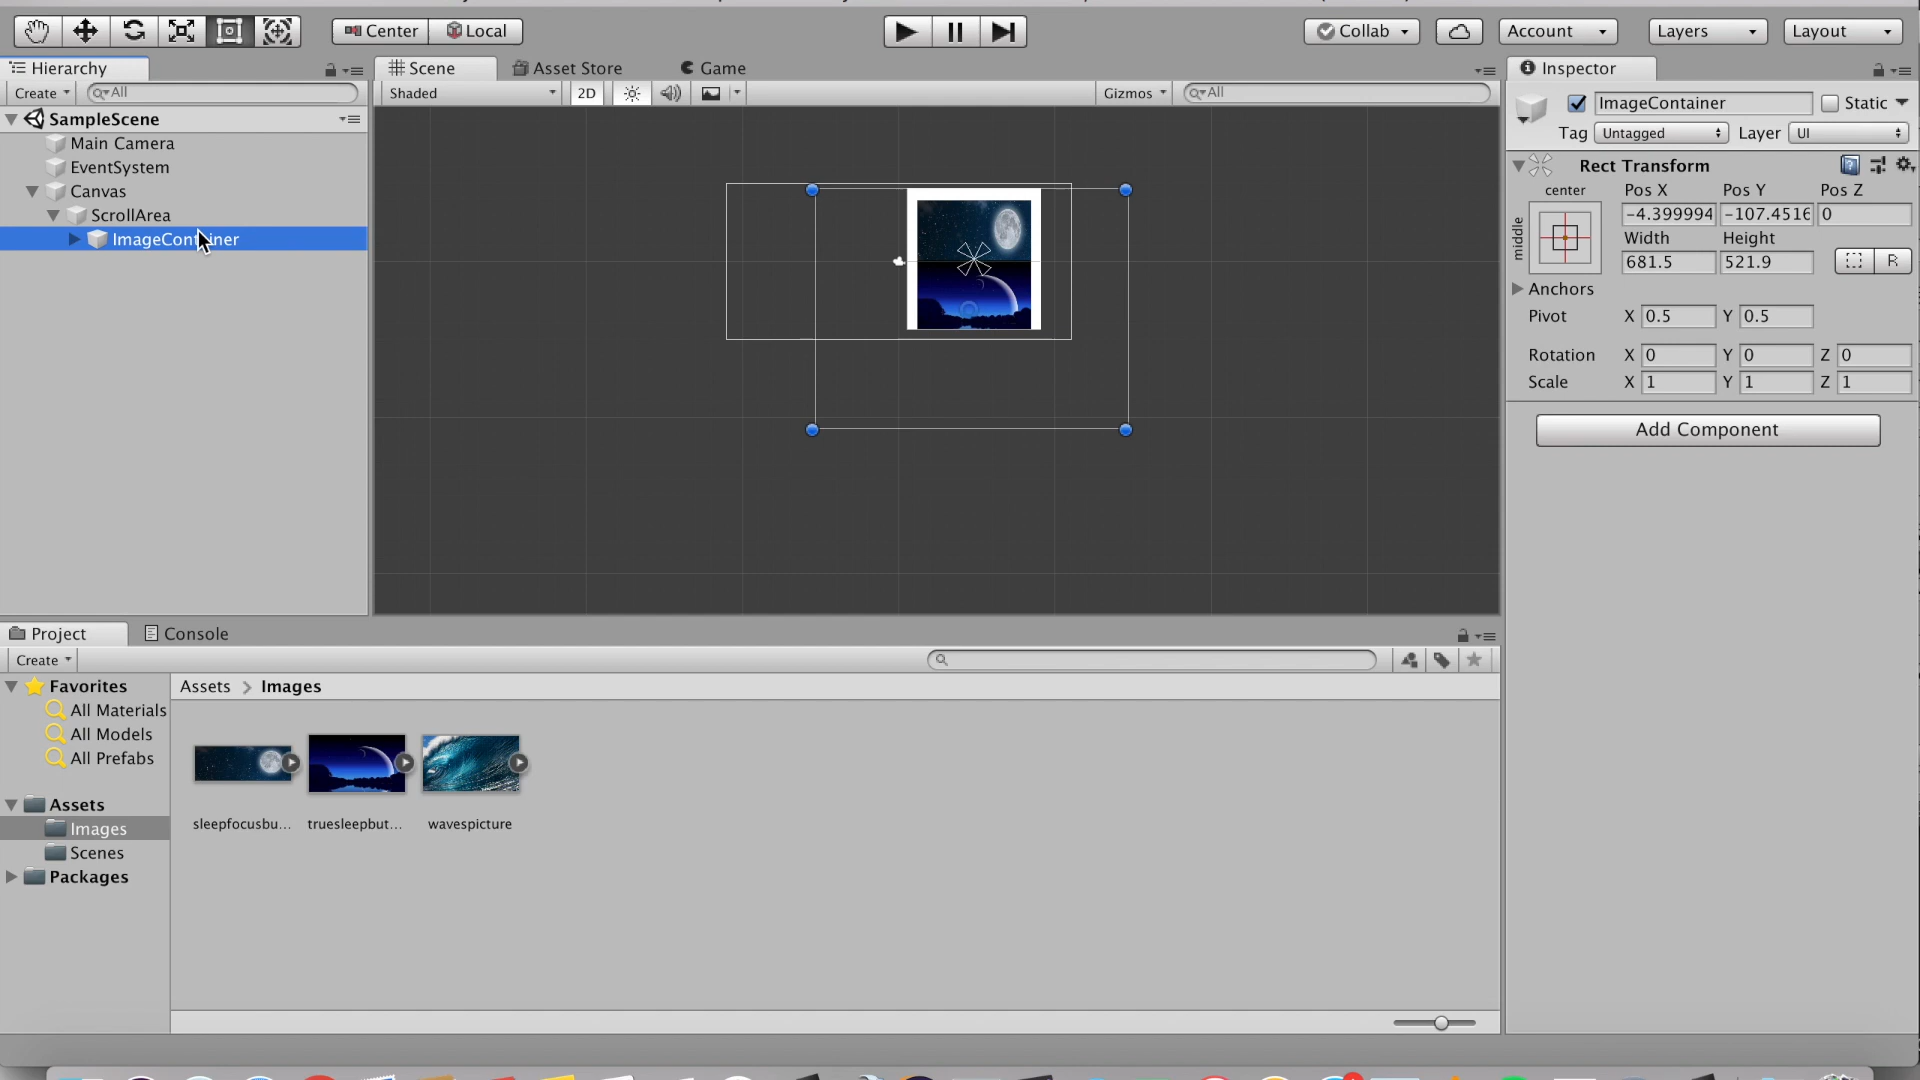 Center Local
Collab Account Layers Layout
Hierarchy
Create All
SampleScene
Main Camera
EventSystem
Canvas
ScrollArea
ImageContainer
Scene Asset Store Game
Shaded 2D Gizmos All
Inspector
ImageContainer Static
Tag Untagged Layer UI
Rect Transform
center Pos X Pos Y Pos Z
middle
-4.399994 -107.4516 0
Width Height
681.5 521.9 R
Anchors
Pivot X 0.5 Y 0.5
Rotation X 0 Y 0 Z 0
Scale X 1 Y 1 Z 1
Add Component
Project Console
Create
Favorites
All Materials
All Models
All Prefabs
Assets
Images
Scenes
Packages
Assets > Images
sleepfocusbu... truesleepbut... wavespicture